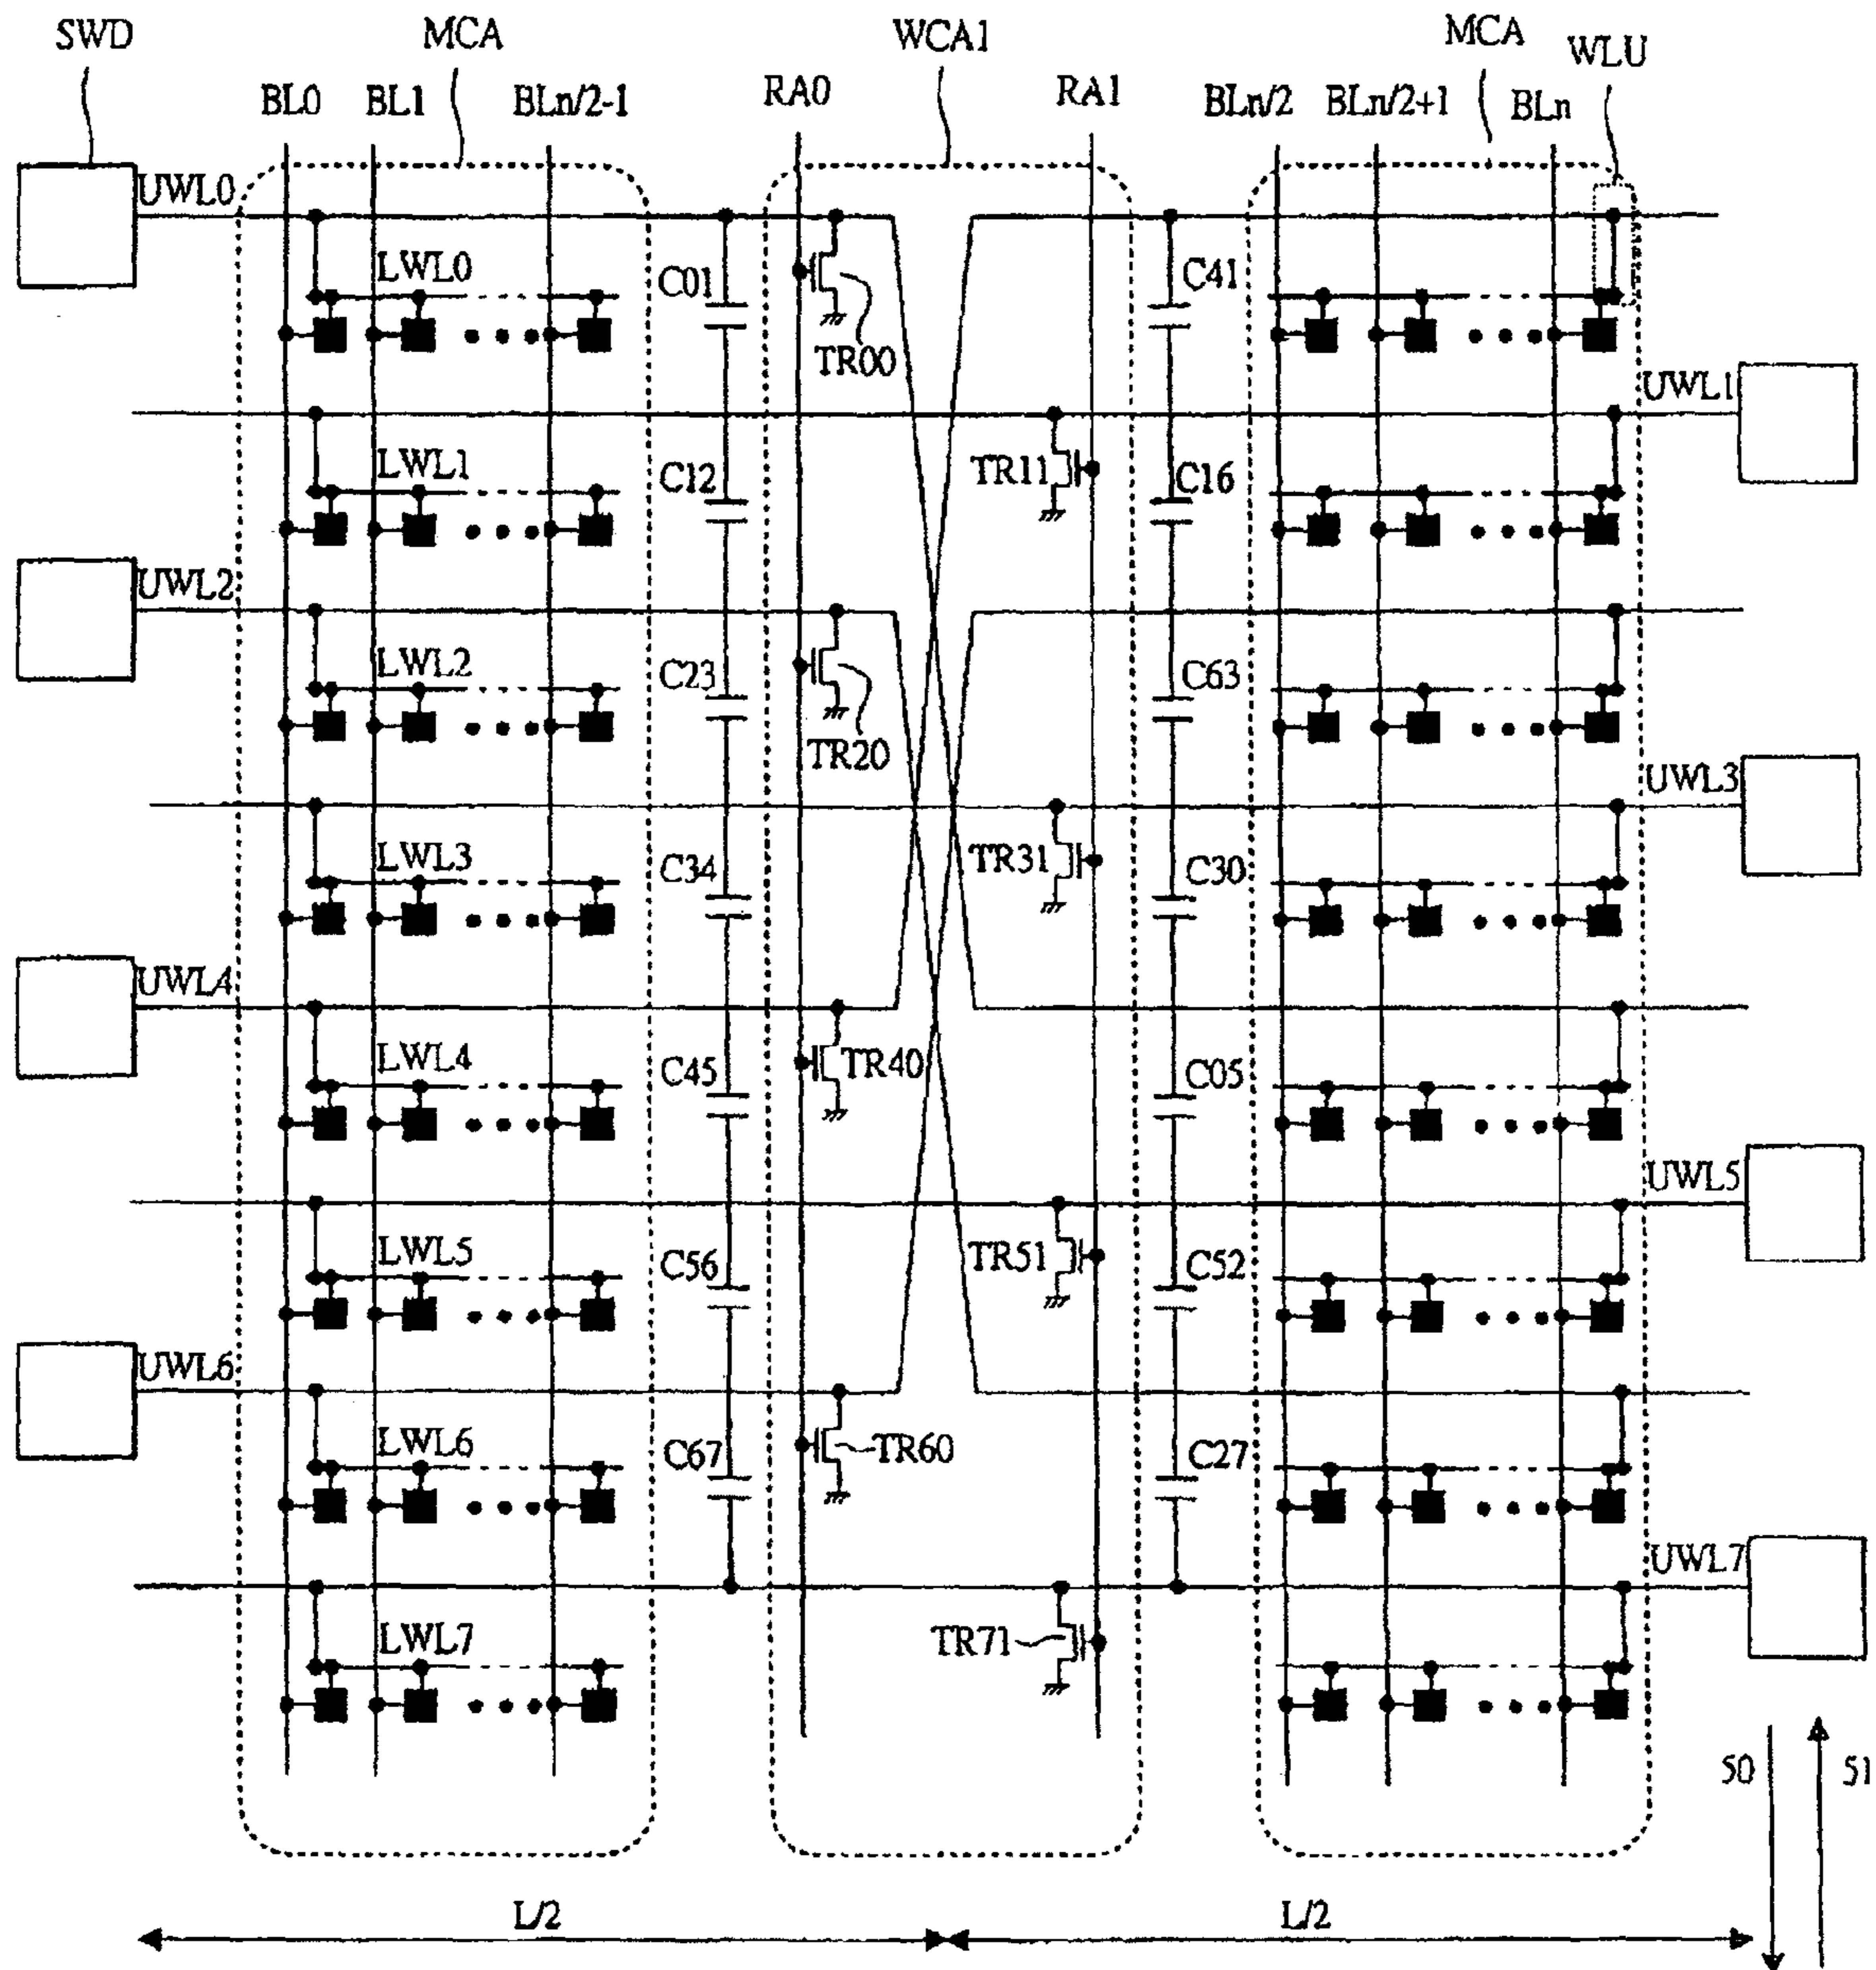 SWD MCA WCA1 MCA WLU
BL0 BL1 BLn/2-1 RA0 RA1 BLn/2 BLn/2+1 BLn
UWL0
LWL0 C01 TR00 C41
UWL1
LWL1 C12 TR11 C16
UWL2
LWL2 C23 TR20 C63
UWL3
LWL3 C34 TR31 C30
UWL4
LWL4 C45 TR40 C05
UWL5
LWL5 C56 TR51 C52
UWL6
LWL6 C67 TR60 C27
UWL7
LWL7 TR71
50 51
L/2 L/2